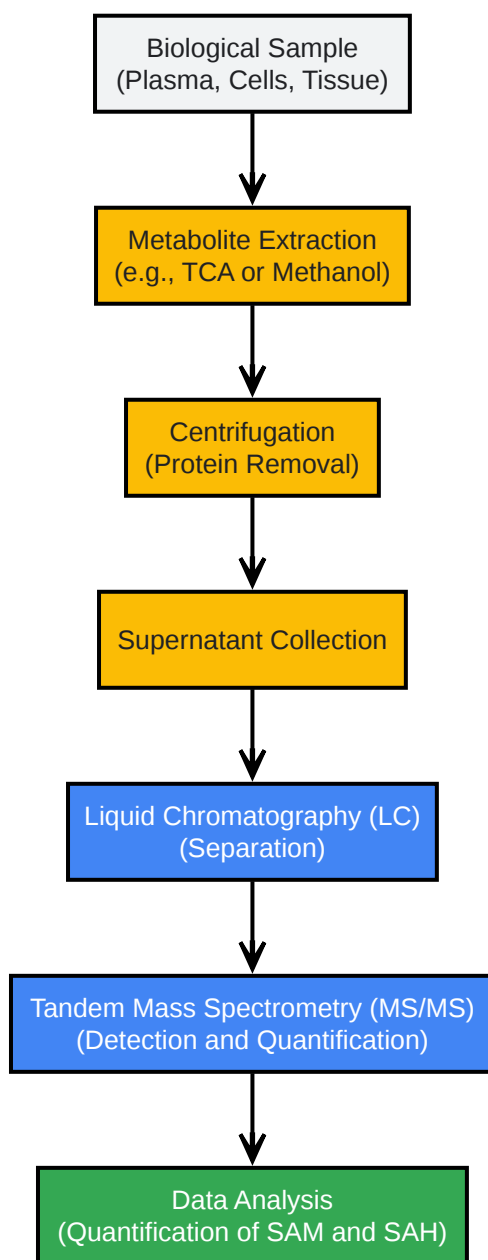 Biological Sample
(Plasma, Cells, Tissue)
Metabolite Extraction
(e.g., TCA or Methanol)
Centrifugation
(Protein Removal)
Supernatant Collection
Liquid Chromatography (LC)
(Separation)
Tandem Mass Spectrometry (MS/MS)
(Detection and Quantification)
Data Analysis
(Quantification of SAM and SAH)